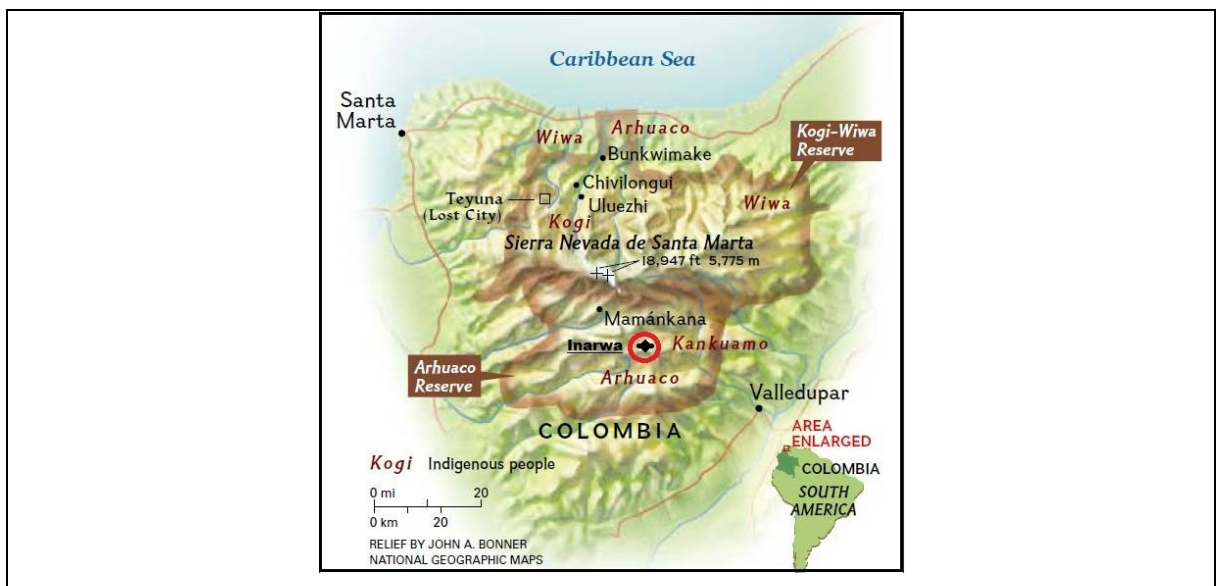 Caribbean Sea
Santa
Marta
Wiwa
Arhuaco
Kogi-Wiwa
Reserve
Bunkwimake
Chivilongui
Teyuna
(Lost City)
Uluezhi
Wiwa
Kogi
Sierra Nevada de Santa Marta
18,947 ft 5,775 m
Mamánkana
Inarwa
Kankuamo
Arhuaco
Reserve
Arhuaco
Valledupar
COLOMBIA
AREA
ENLARGED
COLOMBIA
SOUTH
AMERICA
Kogi Indigenous people
0 mi 20
0 km 20
RELIEF BY JOHN A. BONNER
NATIONAL GEOGRAPHIC MAPS